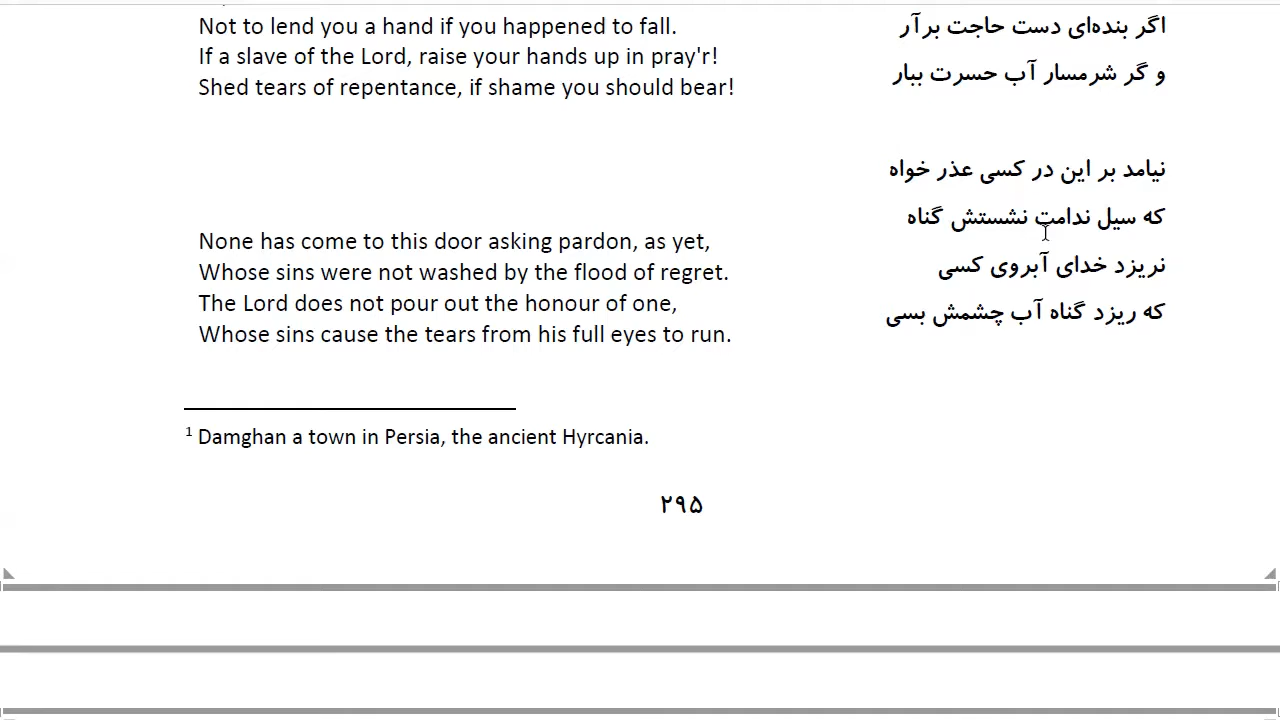 Not to lend you a hand if you happened to fall.
If a slave of the Lord, raise your hands up in pray'r!
Shed tears of repentance, if shame you should bear!
اگر بنده‌ای دست حاجت برآر
و گر شرمسار آب حسرت ببار
نیامد بر این در کسی عذر خواه
که سیل ندامت نشستش گناه
نریزد خدای آبروی کسی
که ریزد گناه آب چشمش بسی
None has come to this door asking pardon, as yet,
Whose sins were not washed by the flood of regret.
The Lord does not pour out the honour of one,
Whose sins cause the tears from his full eyes to run.
1 Damghan a town in Persia, the ancient Hyrcania.
۲۹۵